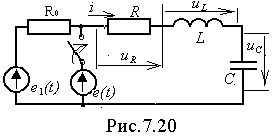 R₀ i R u_L
L
u_R u_C
C
e₁(t) e(t)
Рис.7.20